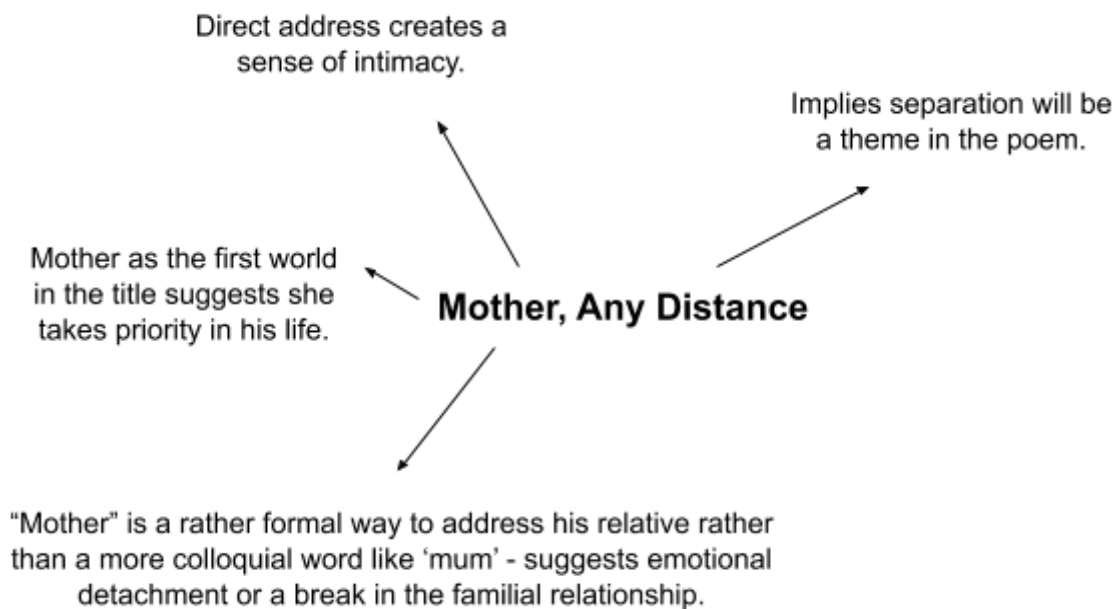 Direct address creates a
sense of intimacy.
Implies separation will be
a theme in the poem.
Mother as the first world
in the title suggests she
takes priority in his life.
Mother, Any Distance
“Mother” is a rather formal way to address his relative rather
than a more colloquial word like ‘mum’ - suggests emotional
detachment or a break in the familial relationship.